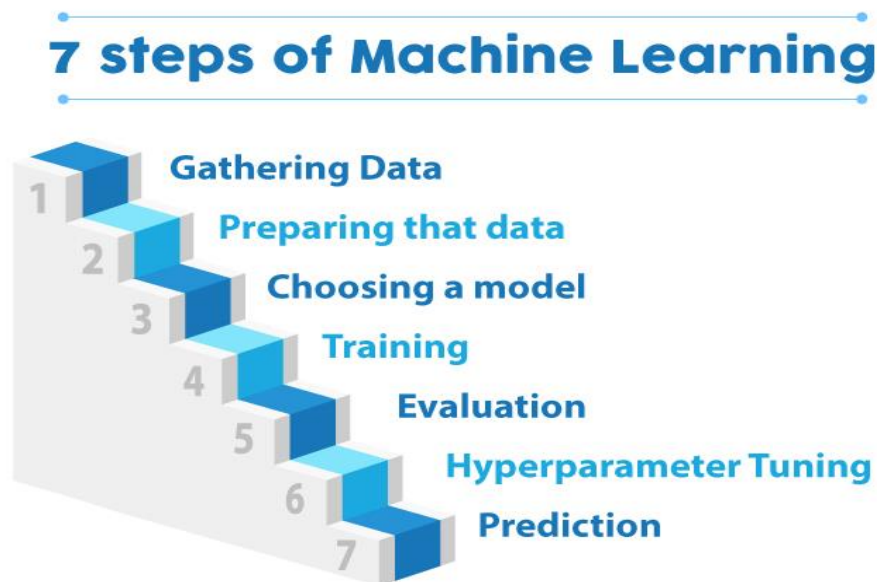 7 steps of Machine Learning
1 Gathering Data
2 Preparing that data
3 Choosing a model
4 Training
5 Evaluation
6 Hyperparameter Tuning
7 Prediction